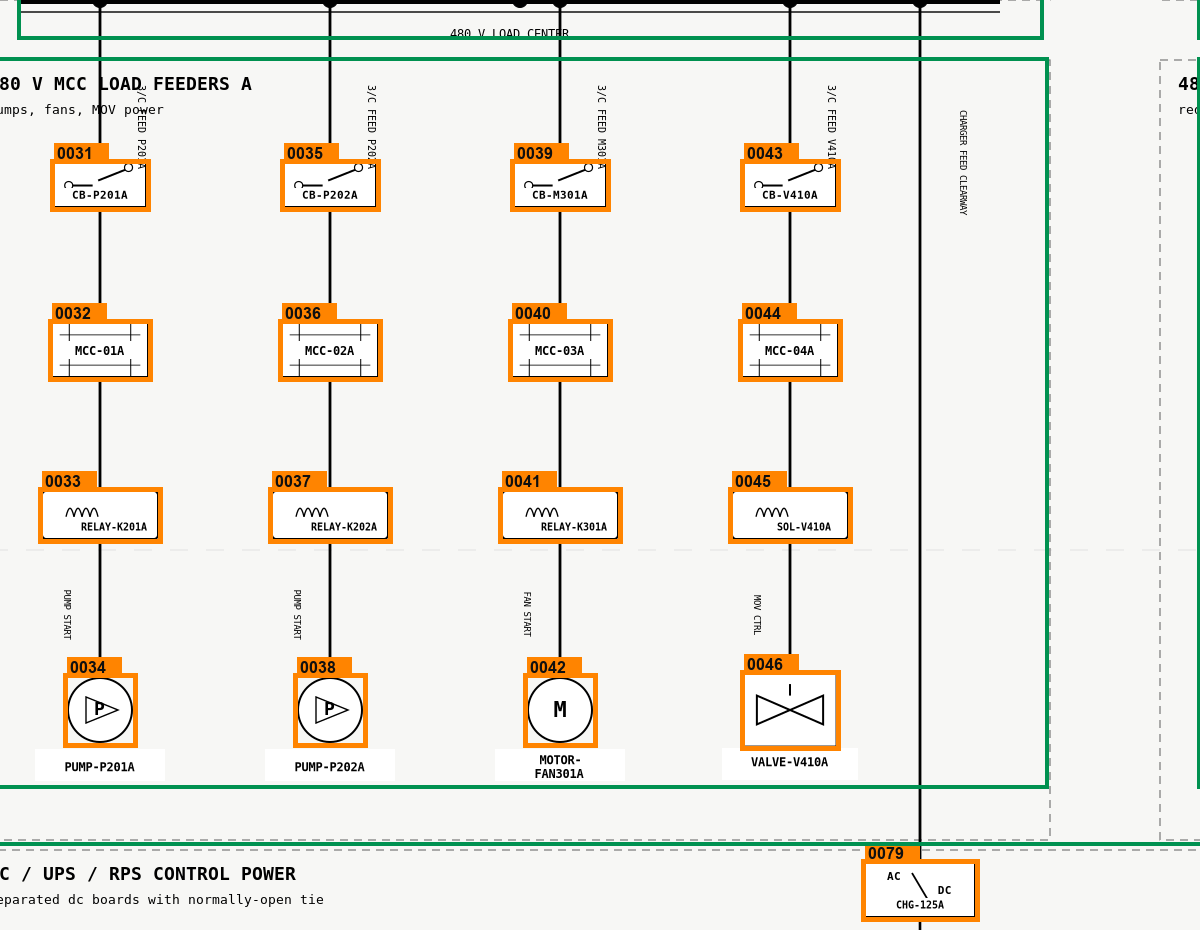 480 V LOAD CENTER
80 V MCC LOAD FEEDERS A
umps, fans, MOV power
48
rec
3/C FEED P201A
3/C FEED P202A
3/C FEED M301A
3/C FEED V410A
CHARGER FEED CLEARWAY
0031
CB-P201A
0035
CB-P202A
0039
CB-M301A
0043
CB-V410A
0032
MCC-01A
0036
MCC-02A
0040
MCC-03A
0044
MCC-04A
0033
RELAY-K201A
0037
RELAY-K202A
0041
RELAY-K301A
0045
SOL-V410A
PUMP START
PUMP START
FAN START
MOV CTRL
0034
P
PUMP-P201A
0038
P
PUMP-P202A
0042
M
MOTOR-
FAN301A
0046
VALVE-V410A
C / UPS / RPS CONTROL POWER
eparated dc boards with normally-open tie
0079
AC
DC
CHG-125A